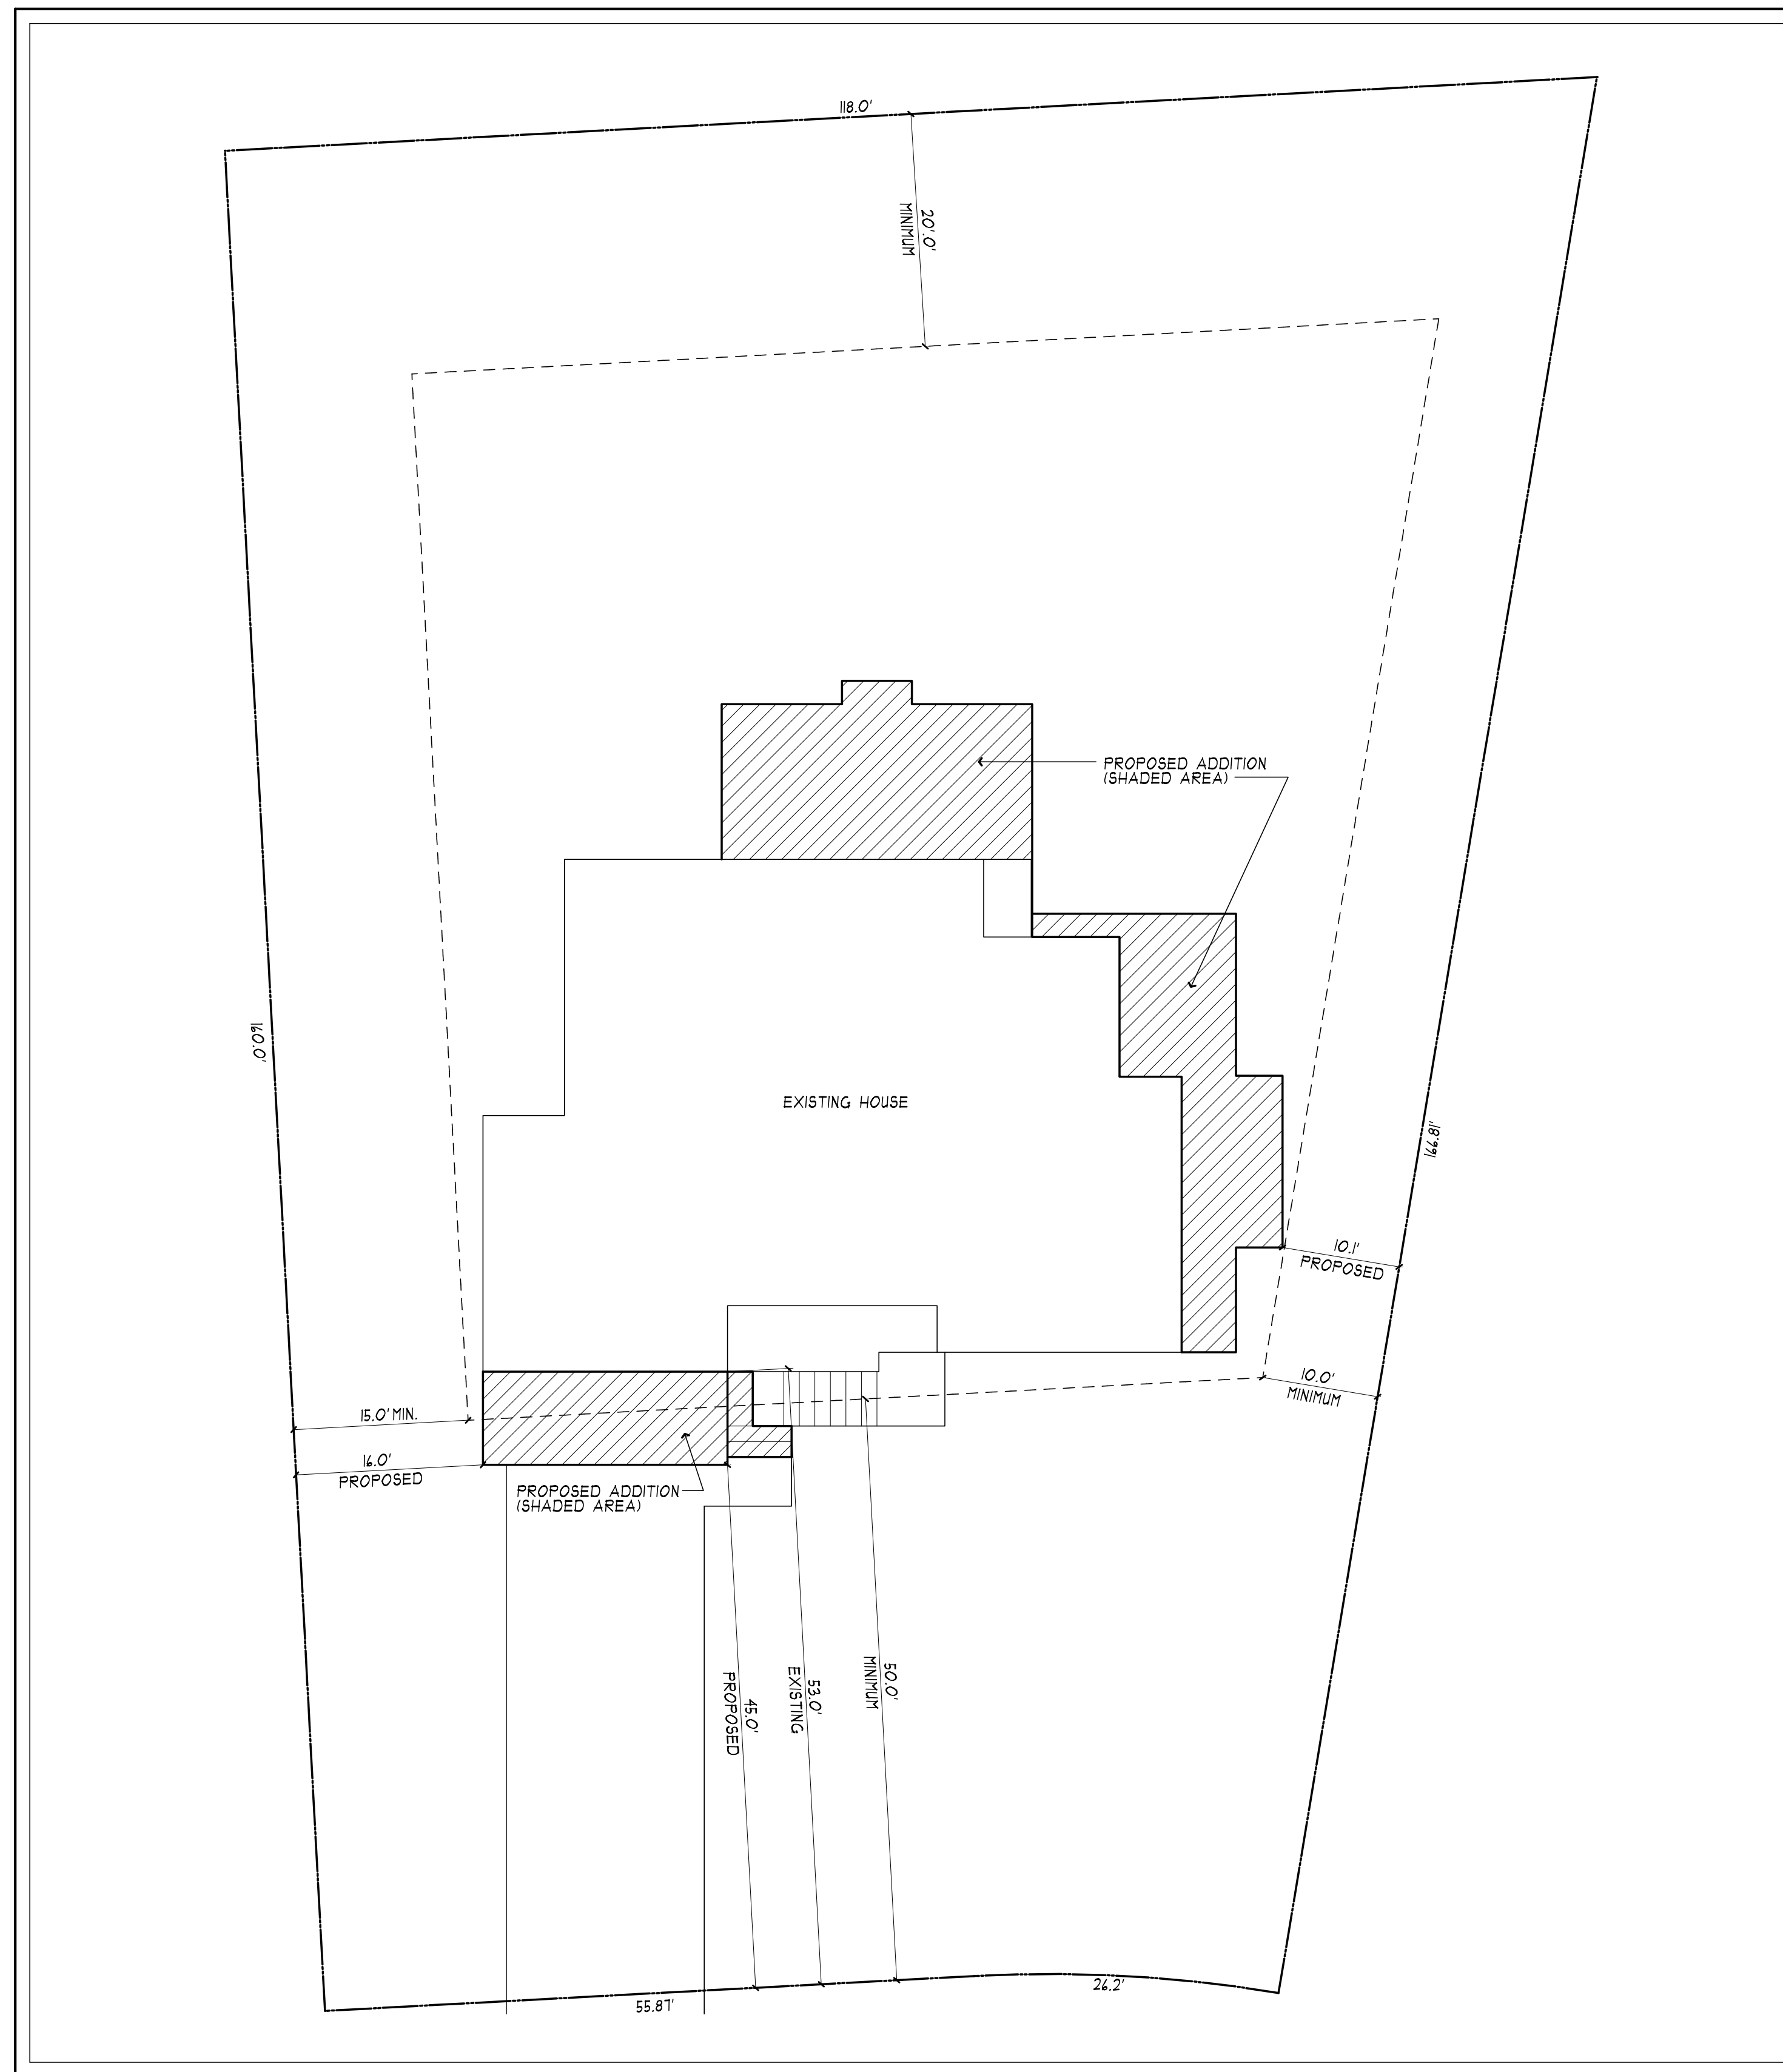 118.0'
20'.0'
MINIMUM
PROPOSED ADDITION
(SHADED AREA)
160.0'
EXISTING HOUSE
166.81'
10.1'
PROPOSED
10.0'
MINIMUM
15.0' MIN.
16.0'
PROPOSED
PROPOSED ADDITION
(SHADED AREA)
45.0'
PROPOSED
53.0'
EXISTING
50.0'
MINIMUM
55.87'
26.2'